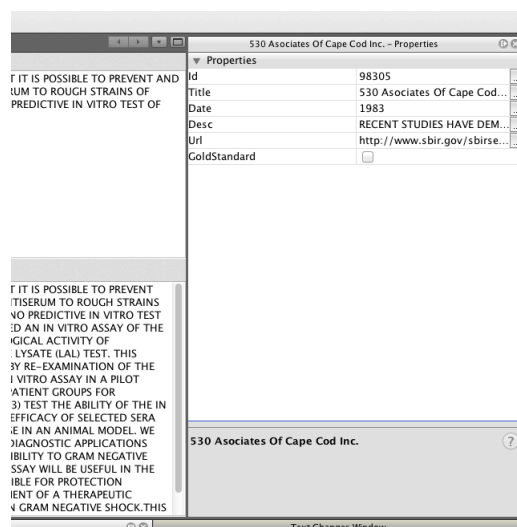 530 Asociates Of Cape Cod Inc. – Properties
T IT IS POSSIBLE TO PREVENT AND
RUM TO ROUGH STRAINS OF
PREDICTIVE IN VITRO TEST OF
Properties
Id 98305
Title 530 Asociates Of Cape Cod...
Date 1983
Desc RECENT STUDIES HAVE DEM...
Url http://www.sbir.gov/sbirse...
GoldStandard
T IT IS POSSIBLE TO PREVENT
TISERUM TO ROUGH STRAINS
NO PREDICTIVE IN VITRO TEST
ED AN IN VITRO ASSAY OF THE
OGICAL ACTIVITY OF
LYSATE (LAL) TEST. THIS
BY RE-EXAMINATION OF THE
VITRO ASSAY IN A PILOT
ATIENT GROUPS FOR
3) TEST THE ABILITY OF THE IN
EFFICACY OF SELECTED SERA
SE IN AN ANIMAL MODEL. WE
DIAGNOSTIC APPLICATIONS
IBILITY TO GRAM NEGATIVE
SSAY WILL BE USEFUL IN THE
IBLE FOR PROTECTION
ENT OF A THERAPEUTIC
N GRAM NEGATIVE SHOCK.THIS
530 Asociates Of Cape Cod Inc.
?
Text Changes Window